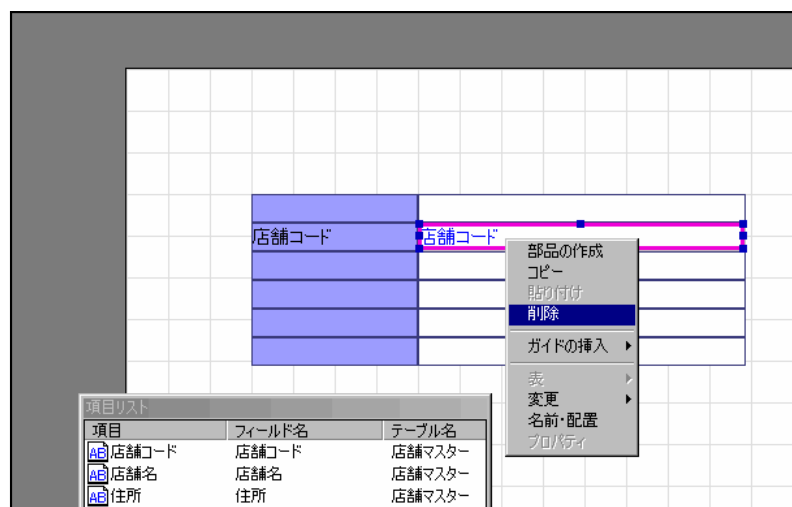 店舗コード 店舗コード
部品の作成
コピー
貼り付け
削除
ガイドの挿入
表
変更
名前・配置
プロパティ
項目リスト
項目 フィールド名 テーブル名
AB 店舗コード 店舗コード 店舗マスター
AB 店舗名 店舗名 店舗マスター
AB 住所 住所 店舗マスター